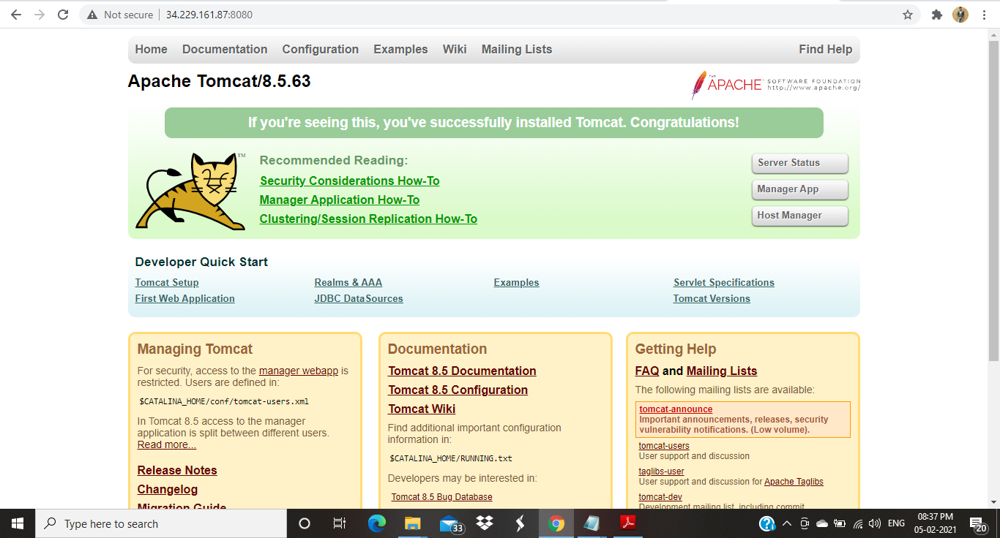 Not secure 34.229.161.87:8080
Home Documentation Configuration Examples Wiki Mailing Lists Find Help
Apache Tomcat/8.5.63
THE APACHE SOFTWARE FOUNDATION
http://www.apache.org/
If you're seeing this, you've successfully installed Tomcat. Congratulations!
TM
Recommended Reading:
Security Considerations How-To
Manager Application How-To
Clustering/Session Replication How-To
Server Status
Manager App
Host Manager
Developer Quick Start
Tomcat Setup
First Web Application
Realms & AAA
JDBC DataSources
Examples
Servlet Specifications
Tomcat Versions
Managing Tomcat
For security, access to the manager webapp is
restricted. Users are defined in:
$CATALINA_HOME/conf/tomcat-users.xml
In Tomcat 8.5 access to the manager
application is split between different users.
Read more...
Release Notes
Changelog
Migration Guide
Documentation
Tomcat 8.5 Documentation
Tomcat 8.5 Configuration
Tomcat Wiki
Find additional important configuration
information in:
$CATALINA_HOME/RUNNING.txt
Developers may be interested in:
Tomcat 8.5 Bug Database
Getting Help
FAQ and Mailing Lists
The following mailing lists are available:
tomcat-announce
Important announcements, releases, security
vulnerability notifications. (Low volume).
tomcat-users
User support and discussion
taglibs-user
User support and discussion for Apache Taglibs
tomcat-dev
Development mailing list, including commit
Type here to search
33
ENG
08:37 PM
05-02-2021
20